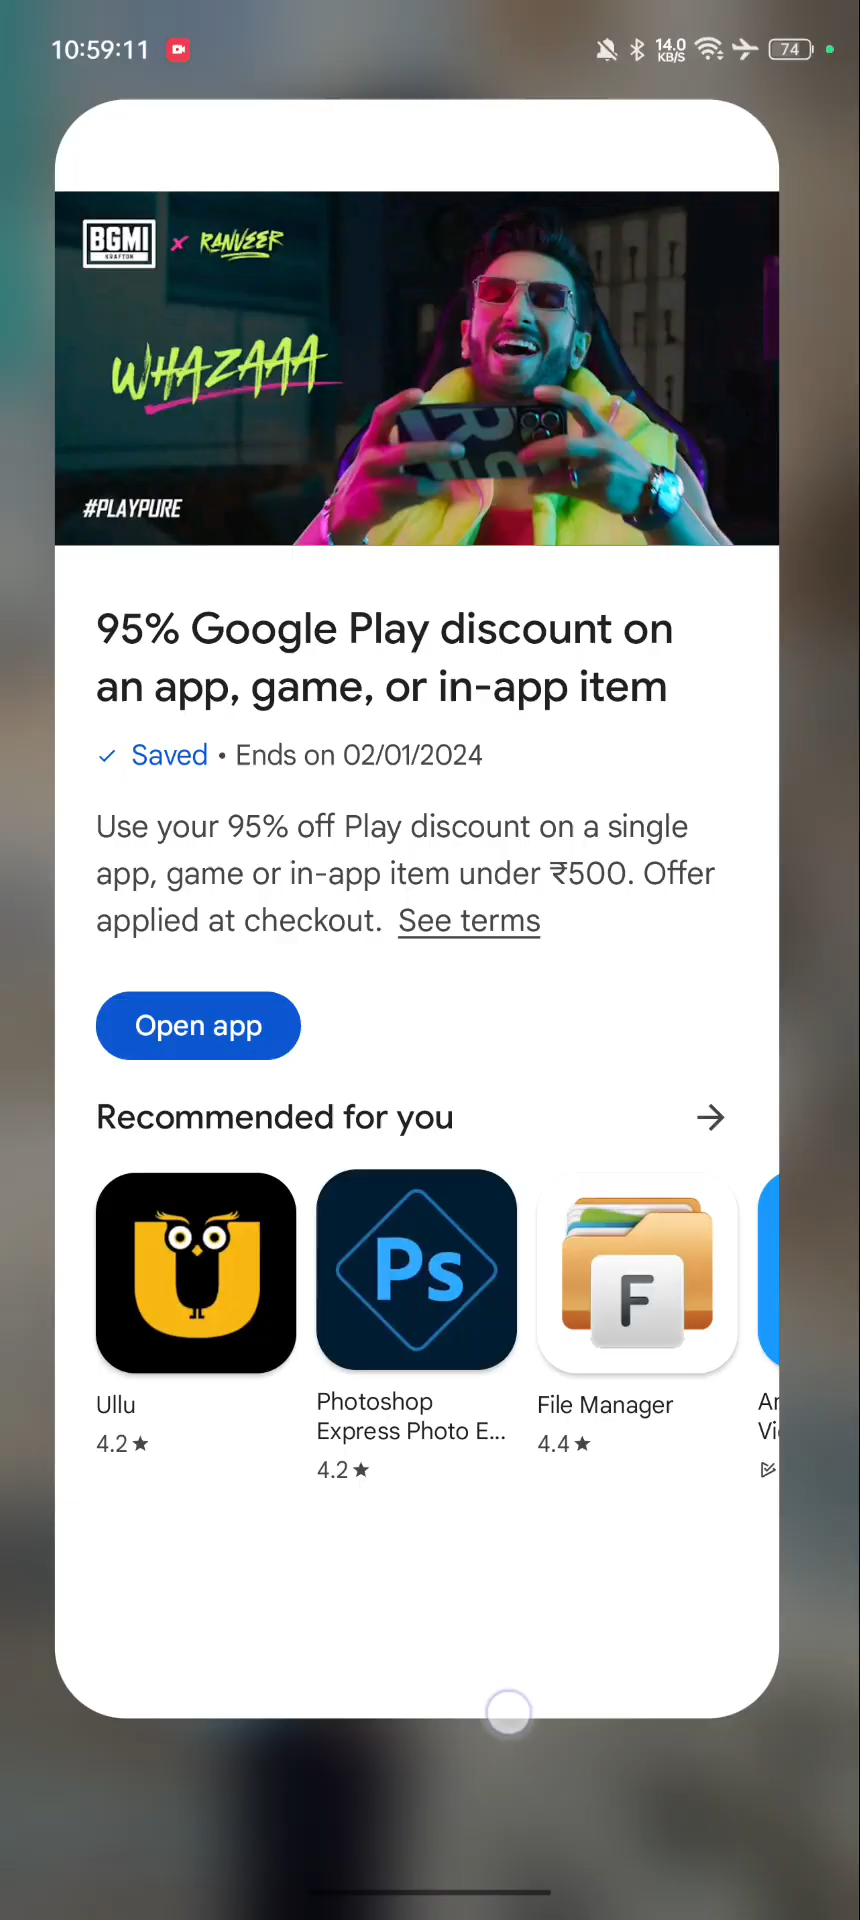 10:59:11
14.0
KB/S
74
BGMI
KRAFTON
x RANVEER
WHAZAAA
#PLAYPURE
95% Google Play discount on
an app, game, or in-app item
Saved • Ends on 02/01/2024
Use your 95% off Play discount on a single
app, game or in-app item under ₹500. Offer
applied at checkout. See terms
Open app
Recommended for you
Ps
F
Ullu
Photoshop
File Manager
Express Photo E...
4.2★
4.4★
4.2★